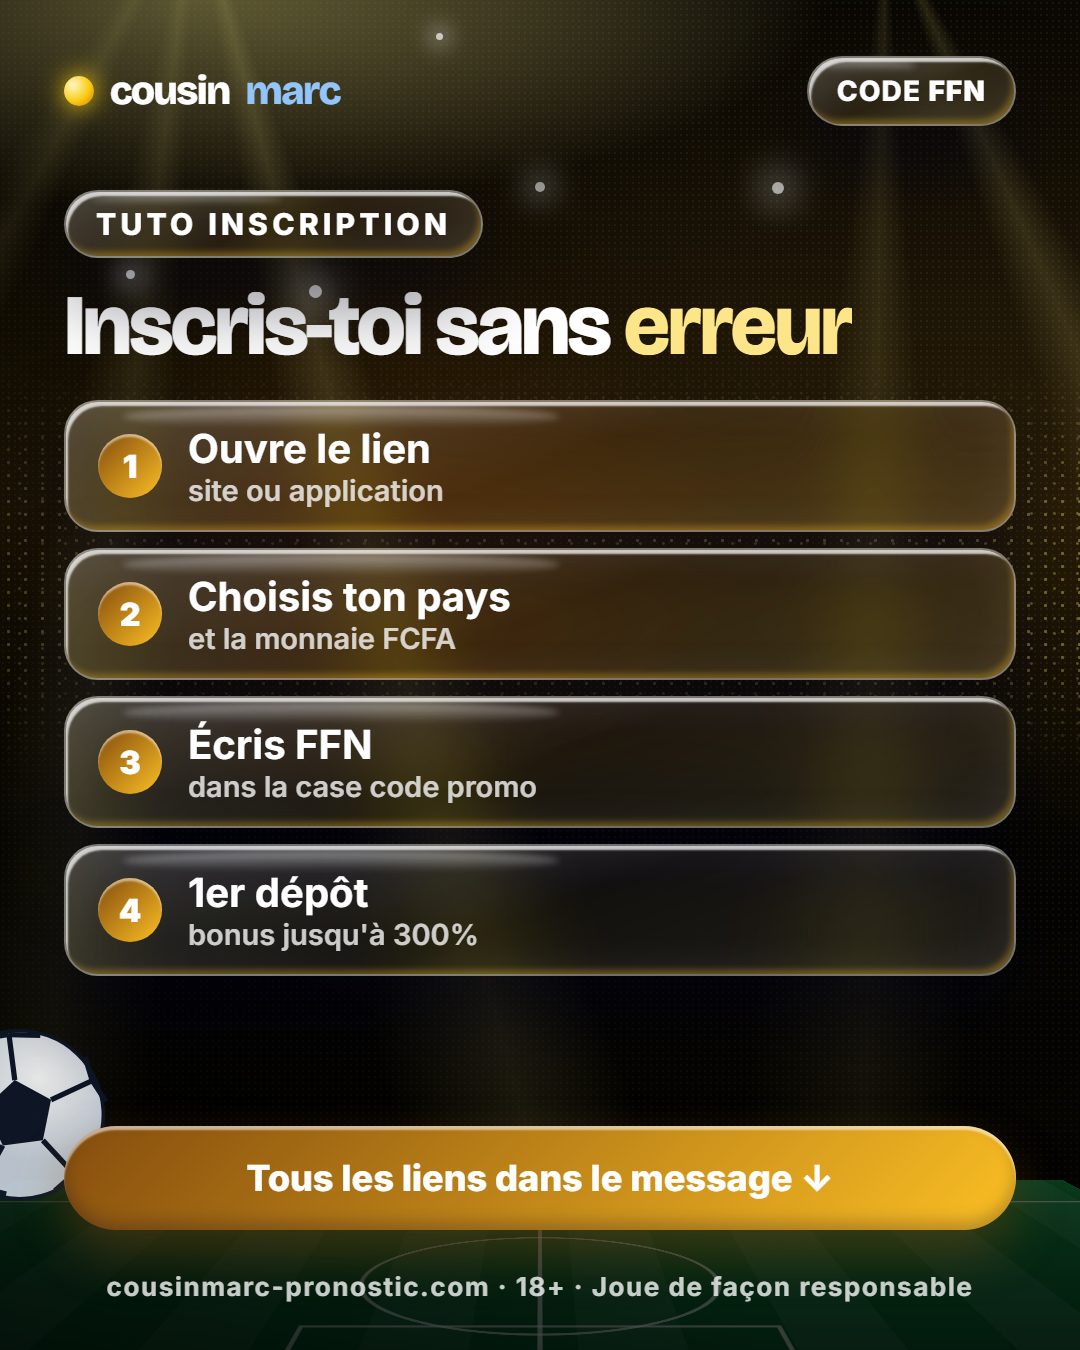 cousin marc
CODE FFN
TUTO INSCRIPTION
Inscris-toi sans erreur
1
Ouvre le lien
site ou application
2
Choisis ton pays
et la monnaie FCFA
3
Écris FFN
dans la case code promo
4
1er dépôt
bonus jusqu'à 300%
Tous les liens dans le message ↓
cousinmarc-pronostic.com · 18+ · Joue de façon responsable